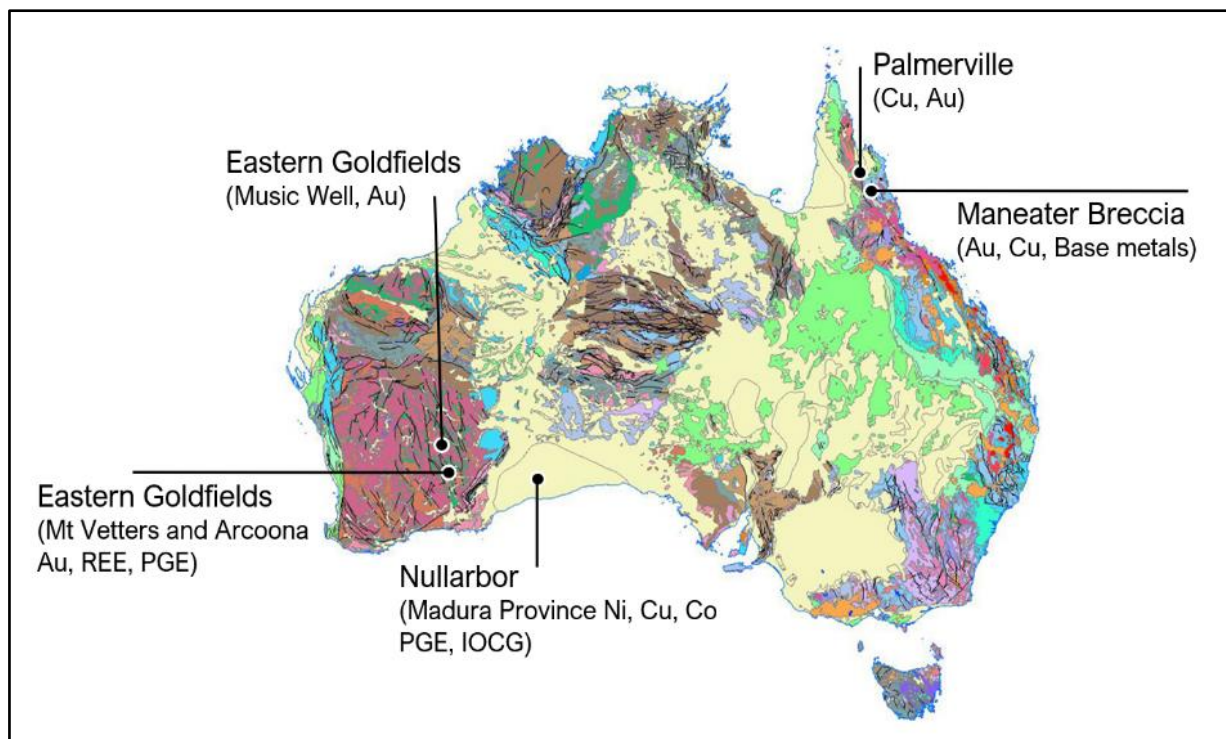 Palmerville
(Cu, Au)
Eastern Goldfields
(Music Well, Au)
Maneater Breccia
(Au, Cu, Base metals)
Eastern Goldfields
(Mt Vetters and Arcoona
Au, REE, PGE)
Nullarbor
(Madura Province Ni, Cu, Co
PGE, IOCG)